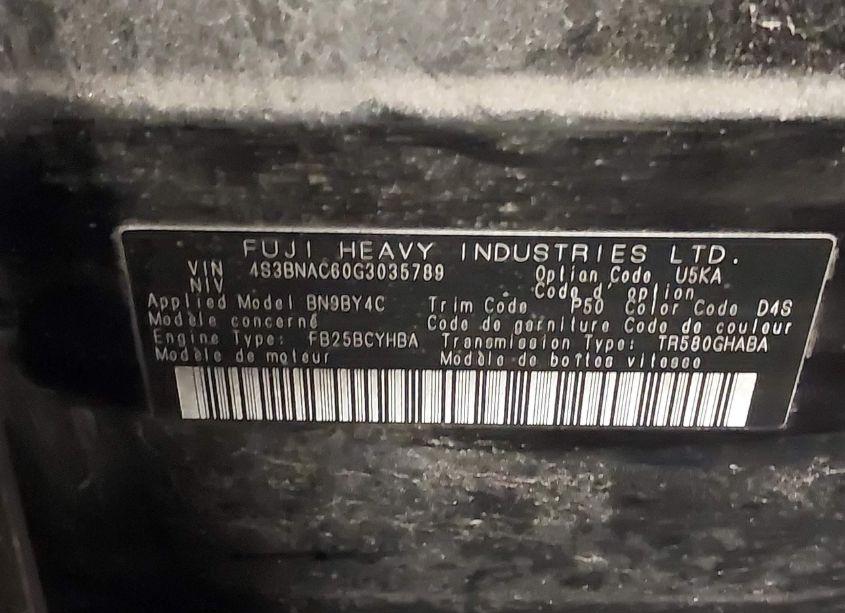 FUJI HEAVY INDUSTRIES LTD.
VIN 4S3BNAC60G3035789 Option Code U5KA
NIV Code d'option
Applied Model BN9BY4C Trim Code P50 Color Code D4S
Modèle concerné Code de garniture Code de couleur
Engine Type: FB25BCYHBA Transmission Type: TR580GHABA
Modèle de moteur Modèle de boîtes vitesse